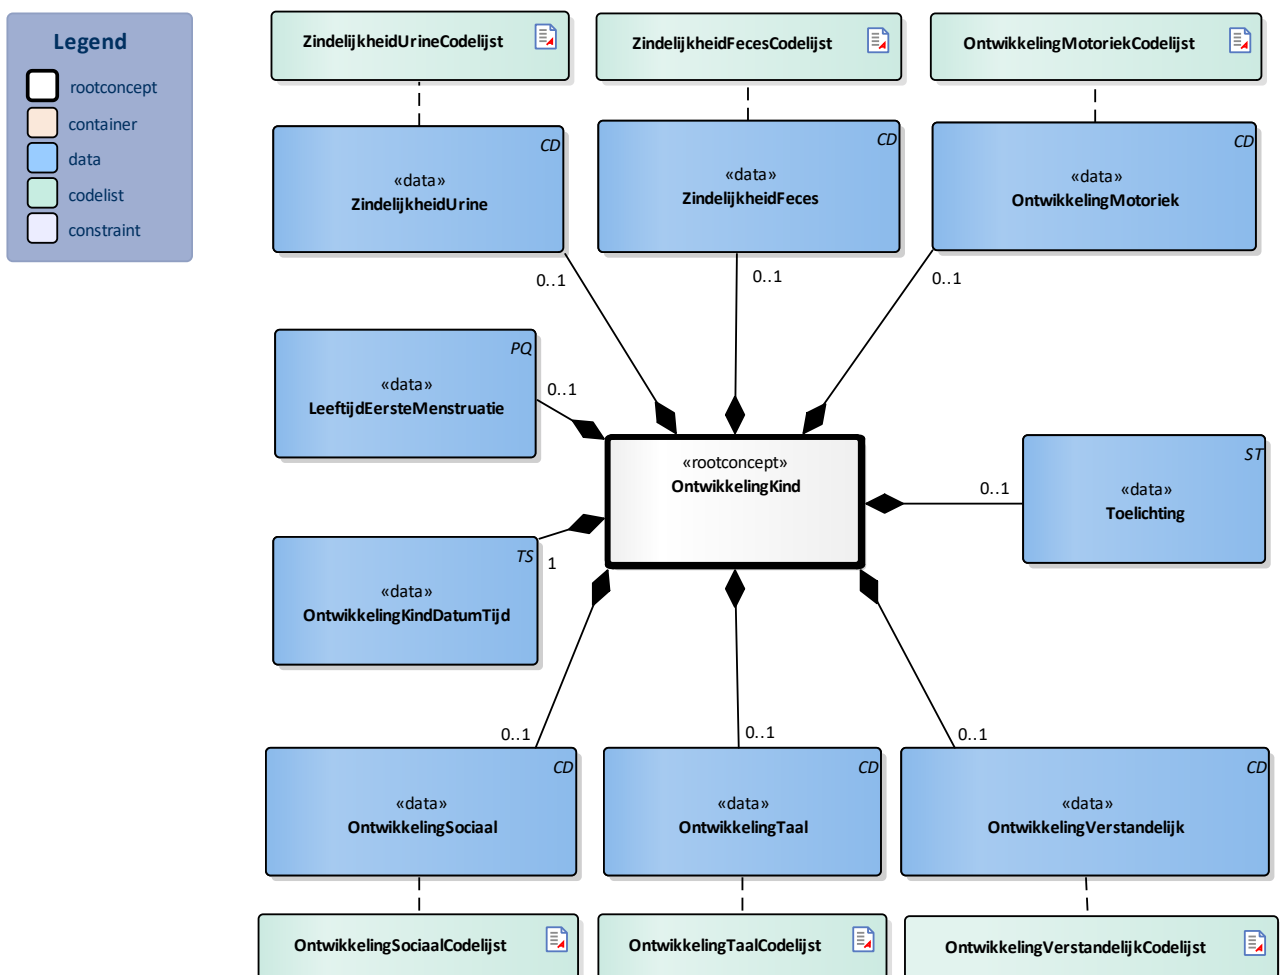 Legend
rootconcept
container
data
codelist
constraint
ZindelijkheidUrineCodelijst
ZindelijkheidFecesCodelijst
OntwikkelingMotoriekCodelijst
CD
«data»
ZindelijkheidUrine
CD
«data»
ZindelijkheidFeces
CD
«data»
OntwikkelingMotoriek
0..1
0..1
0..1
PQ
«data»
LeeftijdEersteMenstruatie
0..1
«rootconcept»
OntwikkelingKind
ST
«data»
Toelichting
0..1
TS
«data»
OntwikkelingKindDatumTijd
1
0..1
0..1
0..1
CD
«data»
OntwikkelingSociaal
CD
«data»
OntwikkelingTaal
CD
«data»
OntwikkelingVerstandelijk
OntwikkelingSociaalCodelijst
OntwikkelingTaalCodelijst
OntwikkelingVerstandelijkCodelijst